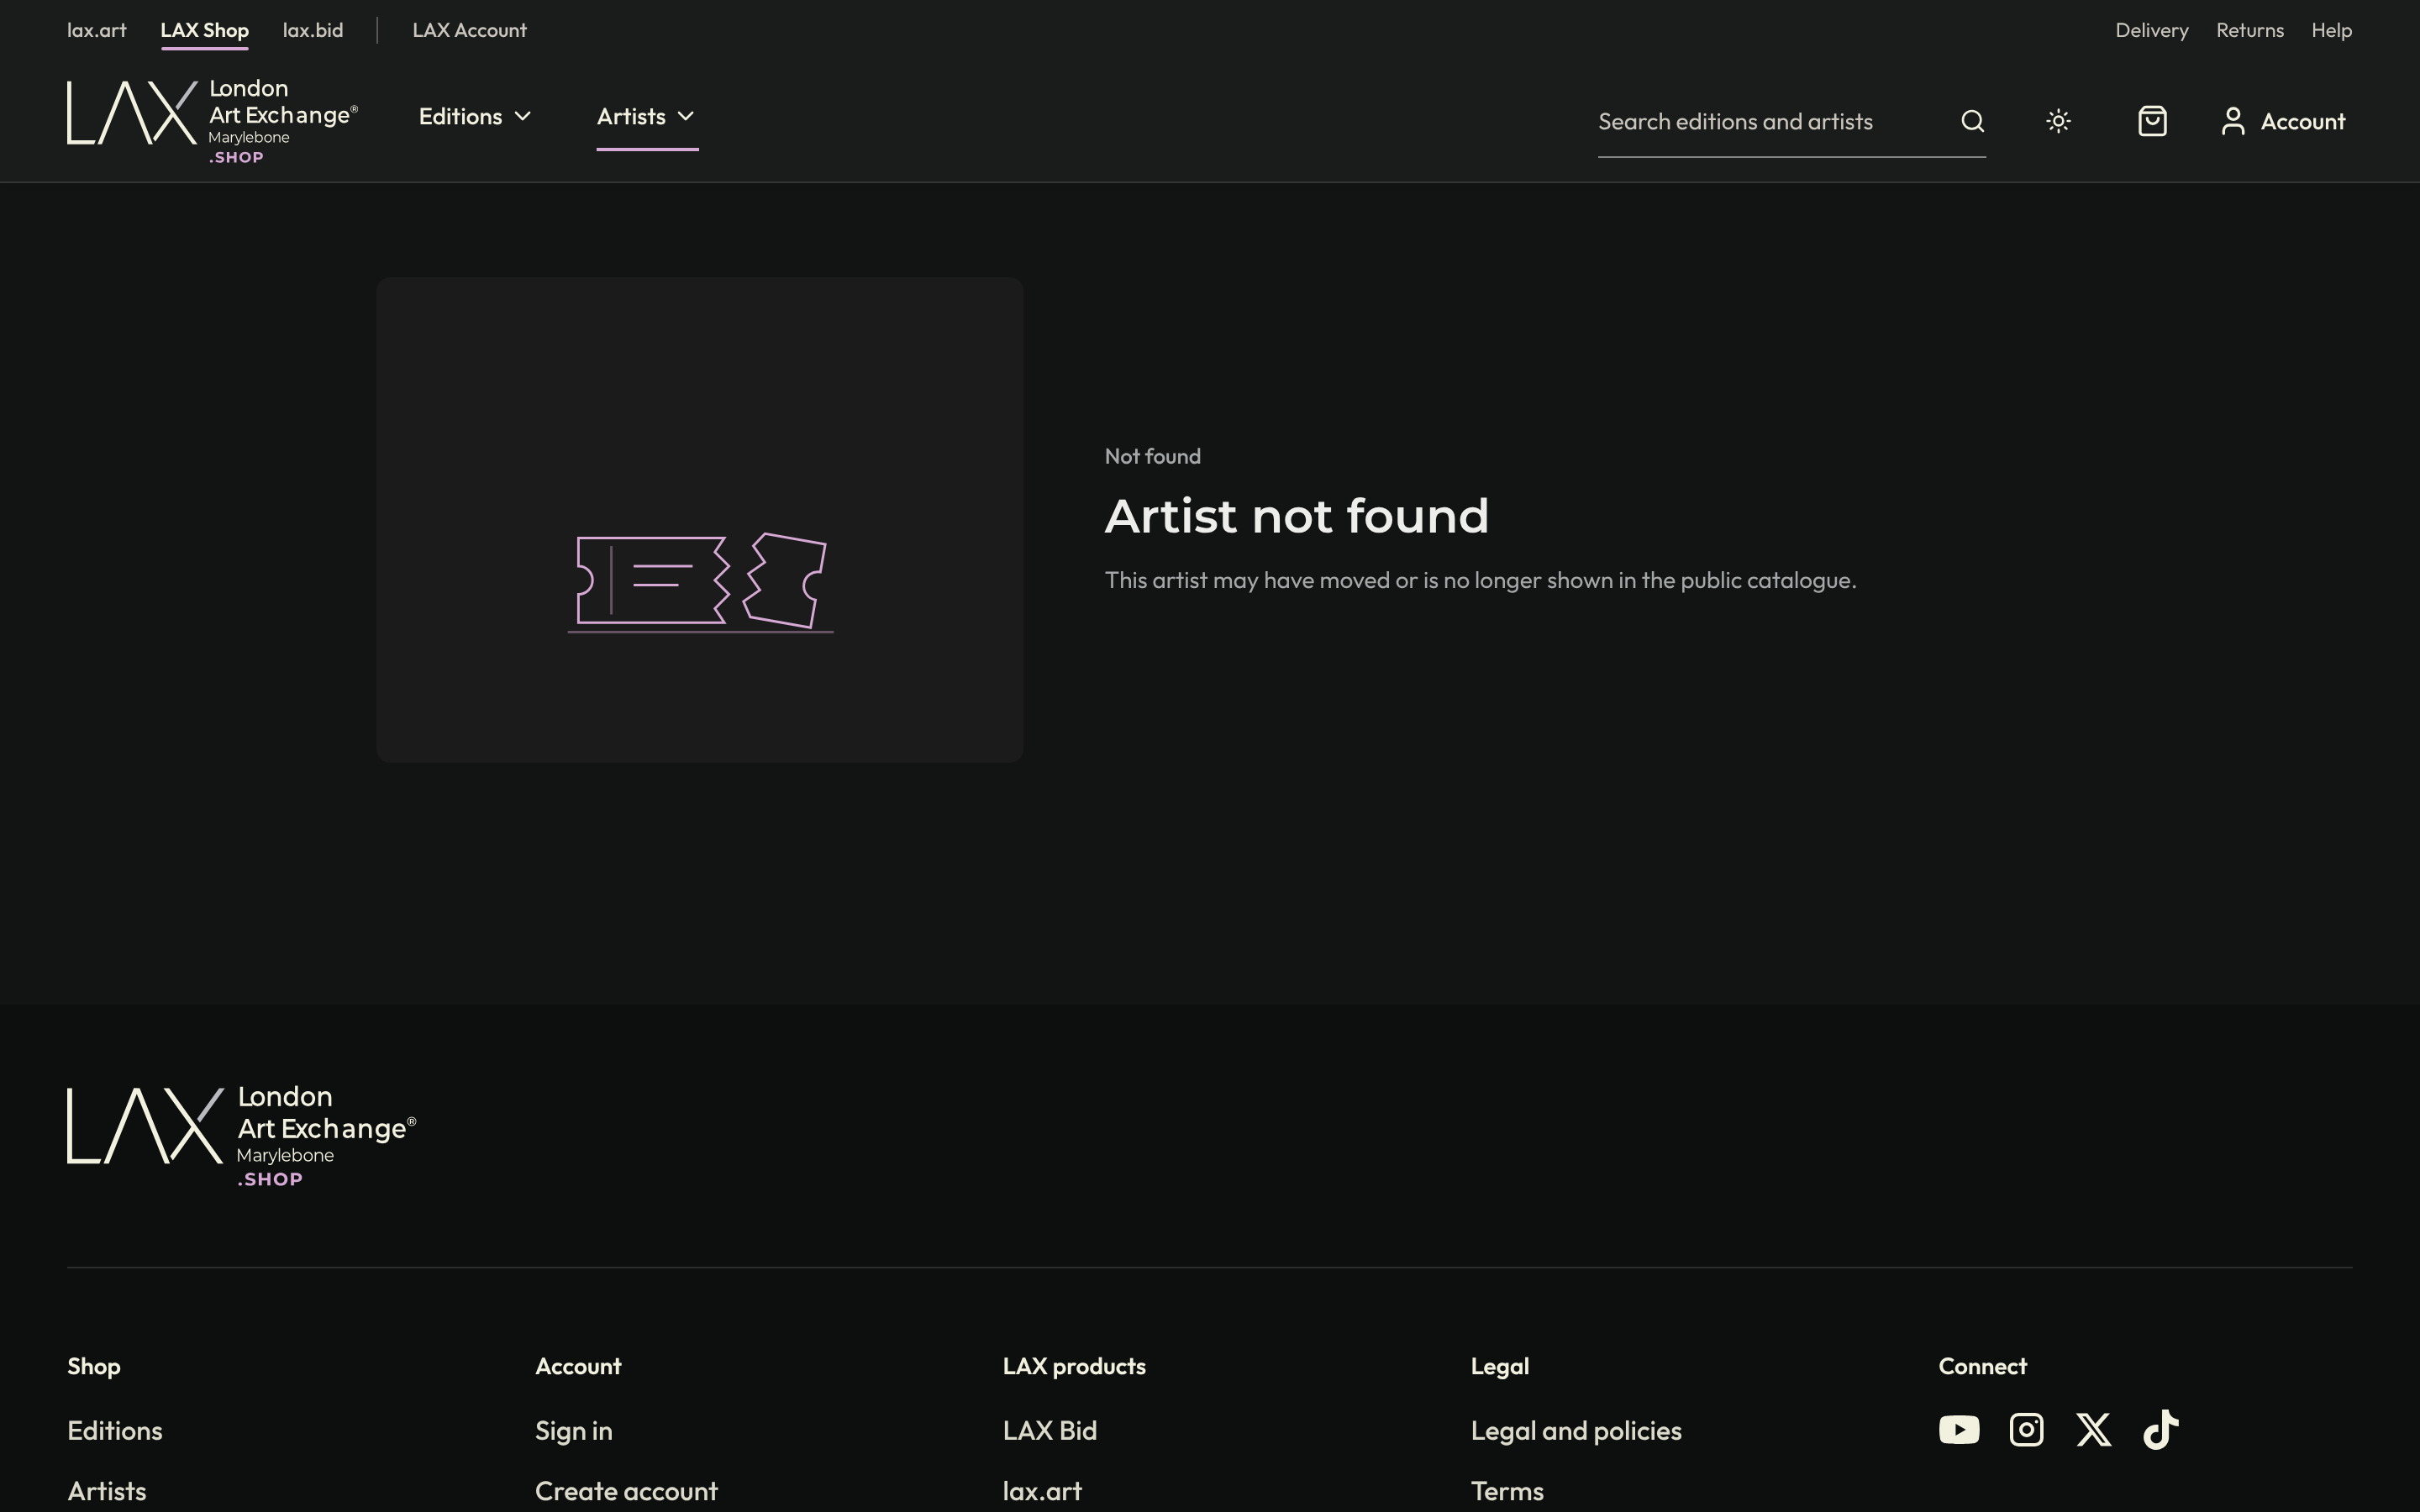 lax.art
LAX Shop
lax.bid
LAX Account
Delivery
Returns
Help
LAX
London
Art Exchange®
Marylebone
.SHOP
Editions
Artists
Search editions and artists
Account
Not found
Artist not found
This artist may have moved or is no longer shown in the public catalogue.
LAX
London
Art Exchange®
Marylebone
.SHOP
Shop
Editions
Artists
Account
Sign in
Create account
LAX products
LAX Bid
lax.art
Legal
Legal and policies
Terms
Connect